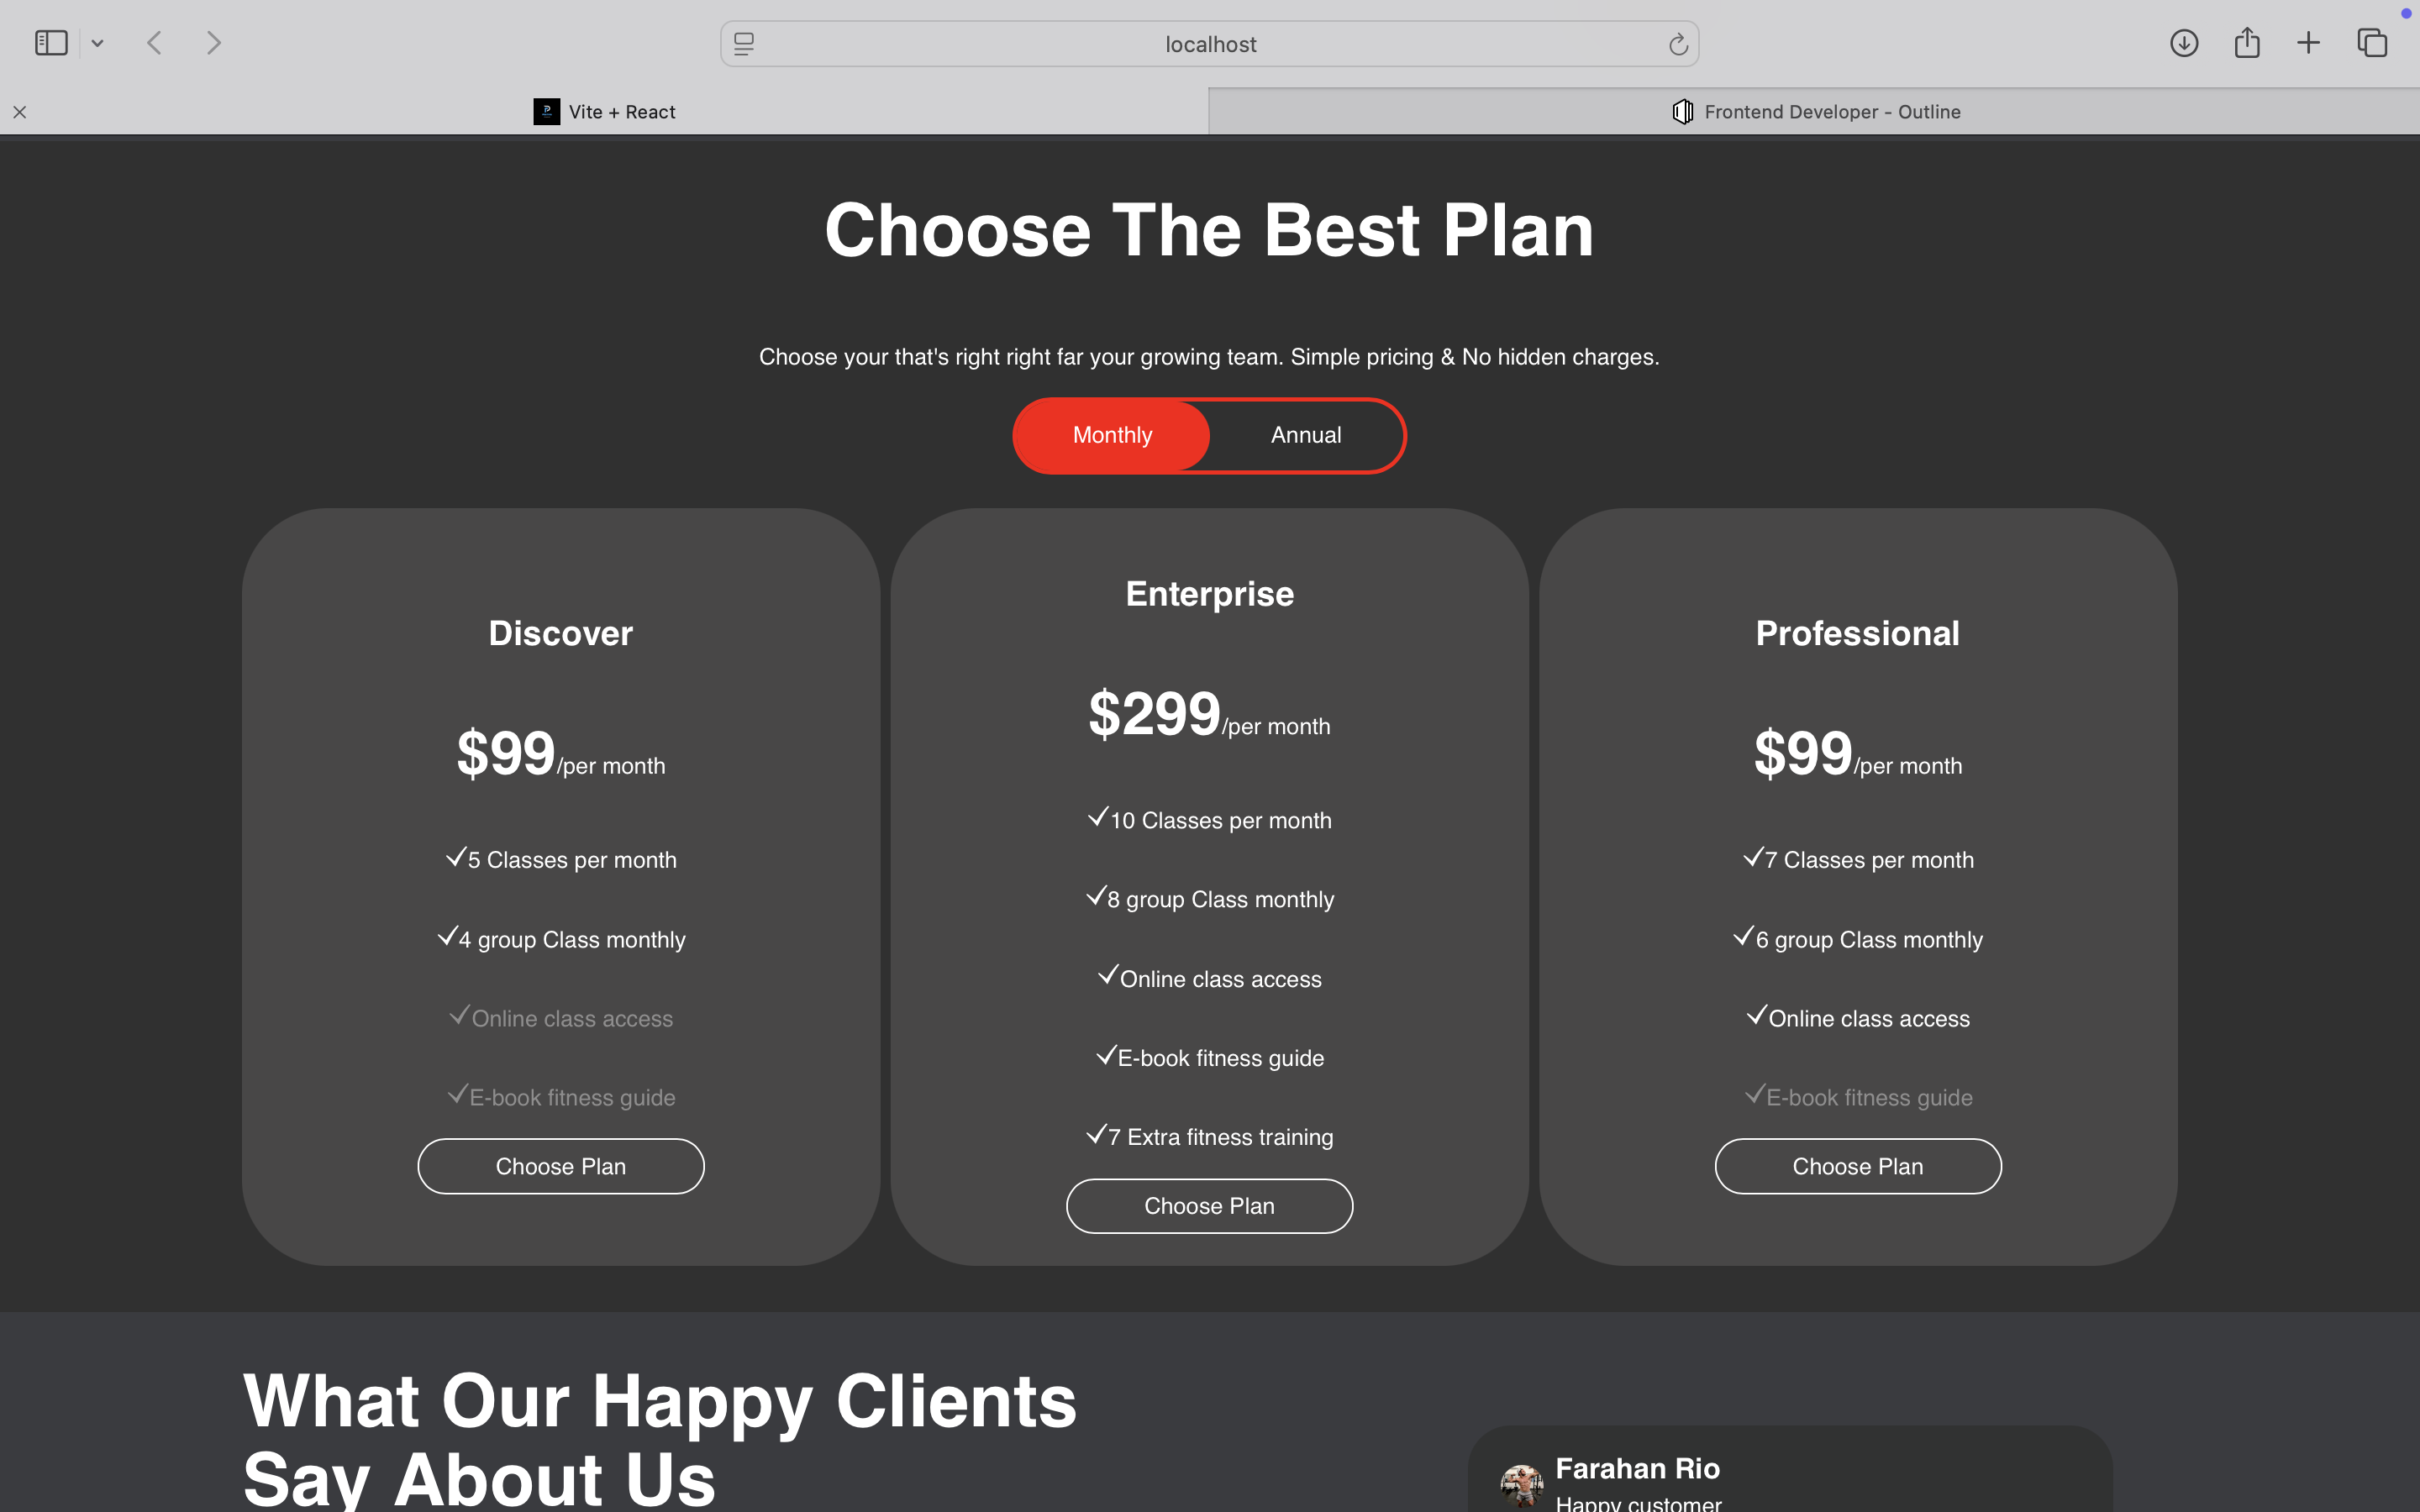 localhost
Vite + React
Frontend Developer - Outline
Choose The Best Plan
Choose your that's right right far your growing team. Simple pricing & No hidden charges.
Monthly
Annual
Discover
$99/per month
5 Classes per month
4 group Class monthly
Online class access
E-book fitness guide
Choose Plan
Enterprise
$299/per month
10 Classes per month
8 group Class monthly
Online class access
E-book fitness guide
7 Extra fitness training
Choose Plan
Professional
$99/per month
7 Classes per month
6 group Class monthly
Online class access
E-book fitness guide
Choose Plan
What Our Happy Clients
Say About Us
Farahan Rio
Happy customer